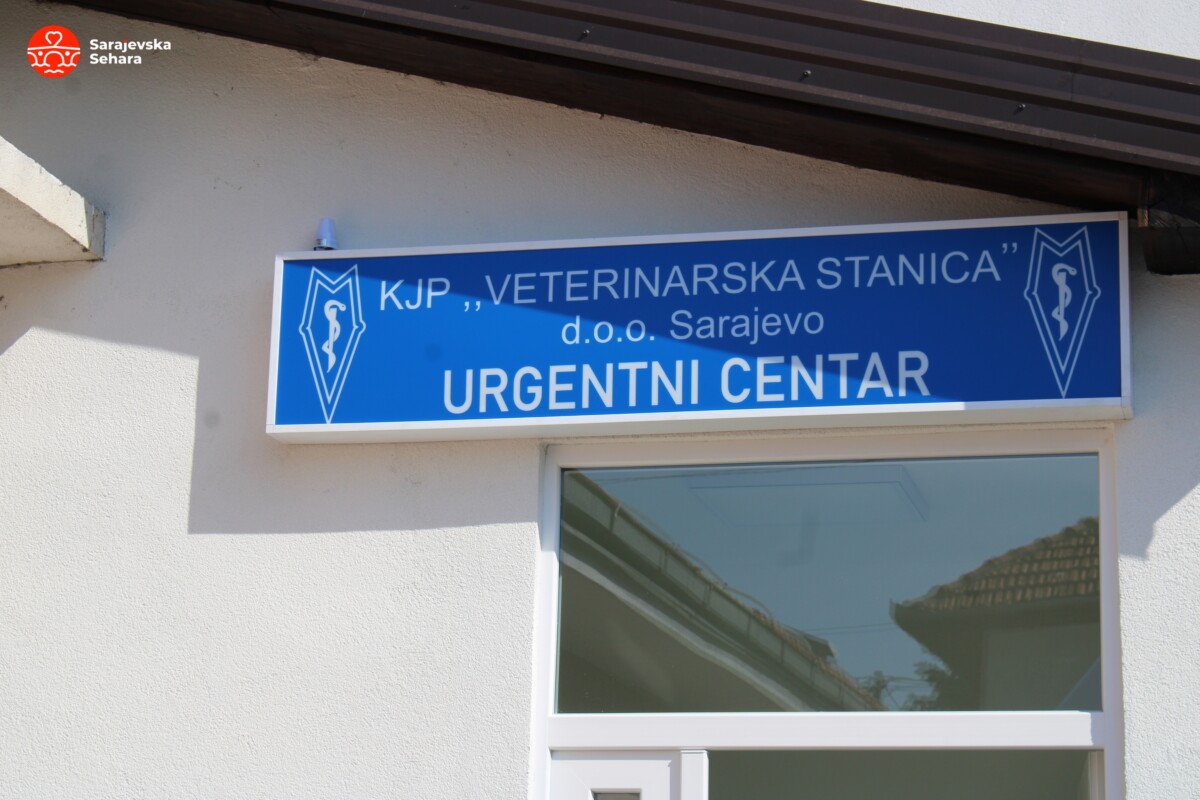 Sarajevska
Sehara
KJP ,,VETERINARSKA STANICA”
d.o.o. Sarajevo
URGENTNI CENTAR